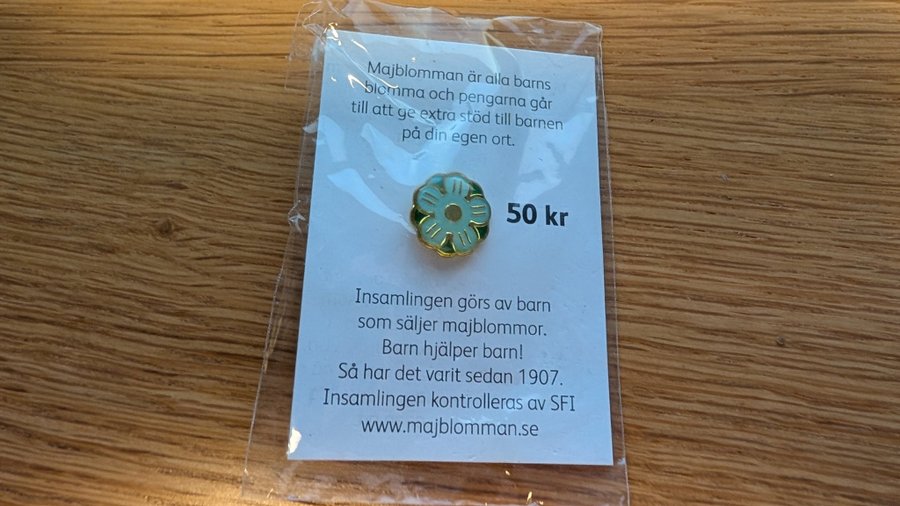 Majblomman är alla barns
blomma och pengarna går
till att ge extra stöd till barnen
på din egen ort.
50 kr
Insamlingen görs av barn
som säljer majblommor.
Barn hjälper barn!
Så har det varit sedan 1907.
Insamlingen kontrolleras av SFI
www.majblomman.se